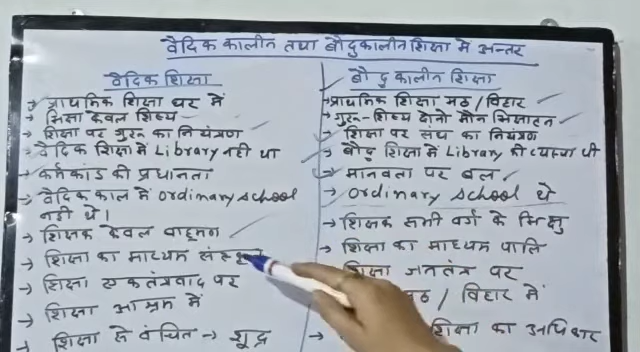 वैदिक कालीन तथा बौद्धकालीन शिक्षा में अन्तर
वैदिक शिक्षा
→ प्राथमिक शिक्षा घर में
→ भिक्षा केवल शिष्य
→ शिक्षा पर गुरू का नियंत्रण
→ वैदिक शिक्षा में Library नहीं था
→ कर्मकांड की प्रधानता
→ वैदिक काल में ordinary school
नहीं थे।
→ शिक्षक केवल ब्राह्मण
→ शिक्षा का माध्यम संस्कृत
→ शिक्षा एकतंत्रवाद पर
→ शिक्षा आश्रम में
→ शिक्षा से वंचित → शूद्र
बौद्ध कालीन शिक्षा
→ प्राथमिक शिक्षा मठ / विहार
→ गुरू-शिष्य दोनो भिक्षाटन
→ शिक्षा पर संघ का नियंत्रण
→ बौद्ध शिक्षा में Library की व्यवस्था थी
→ मानवता पर बल
→ Ordinary school थे
→ शिक्षक सभी वर्ग के भिक्षु
→ शिक्षा का माध्यम पालि
शिक्षा जनतंत्र पर
मठ / विहार में
→ शिक्षा का अधिकार